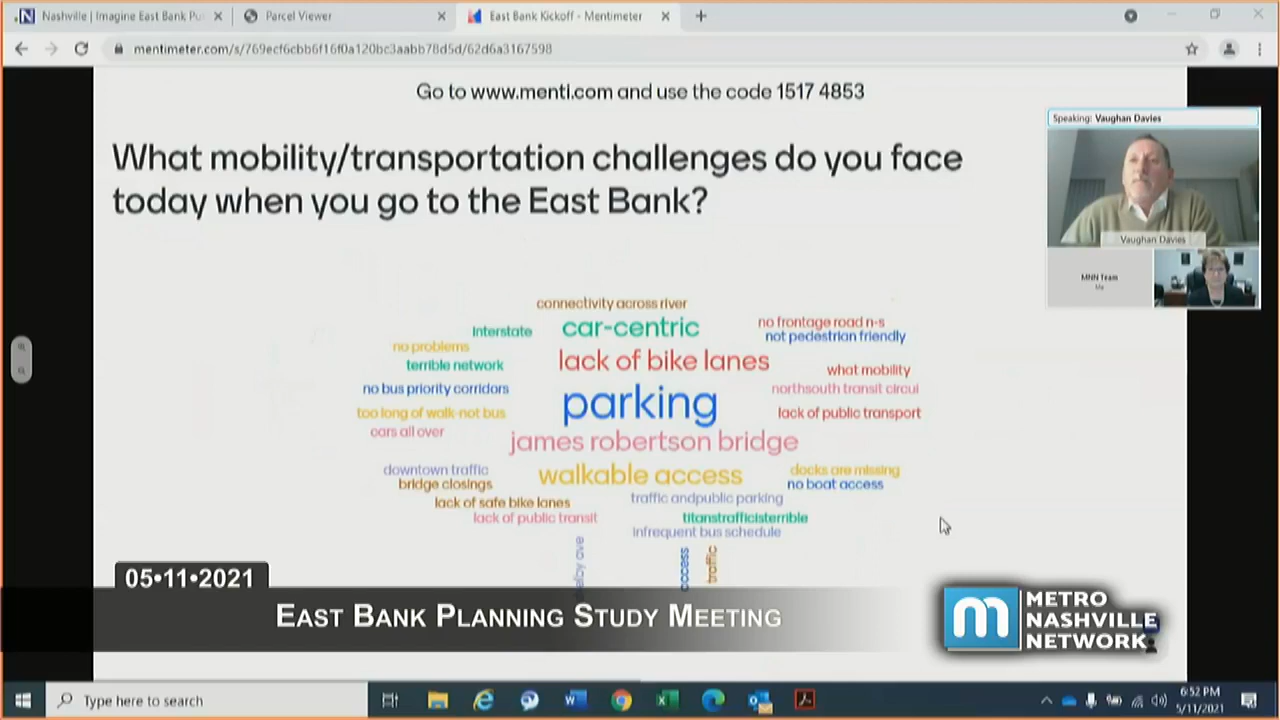 Nashville | Imagine East Bank Pu
Parcel Viewer
East Bank Kickoff - Mentimeter
mentimeter.com/s/769ecf6cbb6f16f0a120bc3aabb78d5d/62d6a3167598
Go to www.menti.com and use the code 1517 4853
Speaking: Vaughan Davies
What mobility/transportation challenges do you face
today when you go to the East Bank?
Vaughan Davies
MNN Team
connectivity across river
Interstate
car-centric
no frontage road n-s
not pedestrian friendly
no problems
lack of bike lanes
terrible network
what mobility
no bus priority corridors
parking
northsouth transit circul
too long of walk-not bus
lack of public transport
cars all over
james robertson bridge
downtown traffic
walkable access
docks are missing
bridge closings
no boat access
lack of safe bike lanes
traffic andpublic parking
lack of public transit
titanstrafficisterrible
infrequent bus schedule
access
traffic
05•11•2021
East Bank Planning Study Meeting
m METRO
NASHVILLE
NETWORK
Type here to search
6:52 PM
5/11/2021